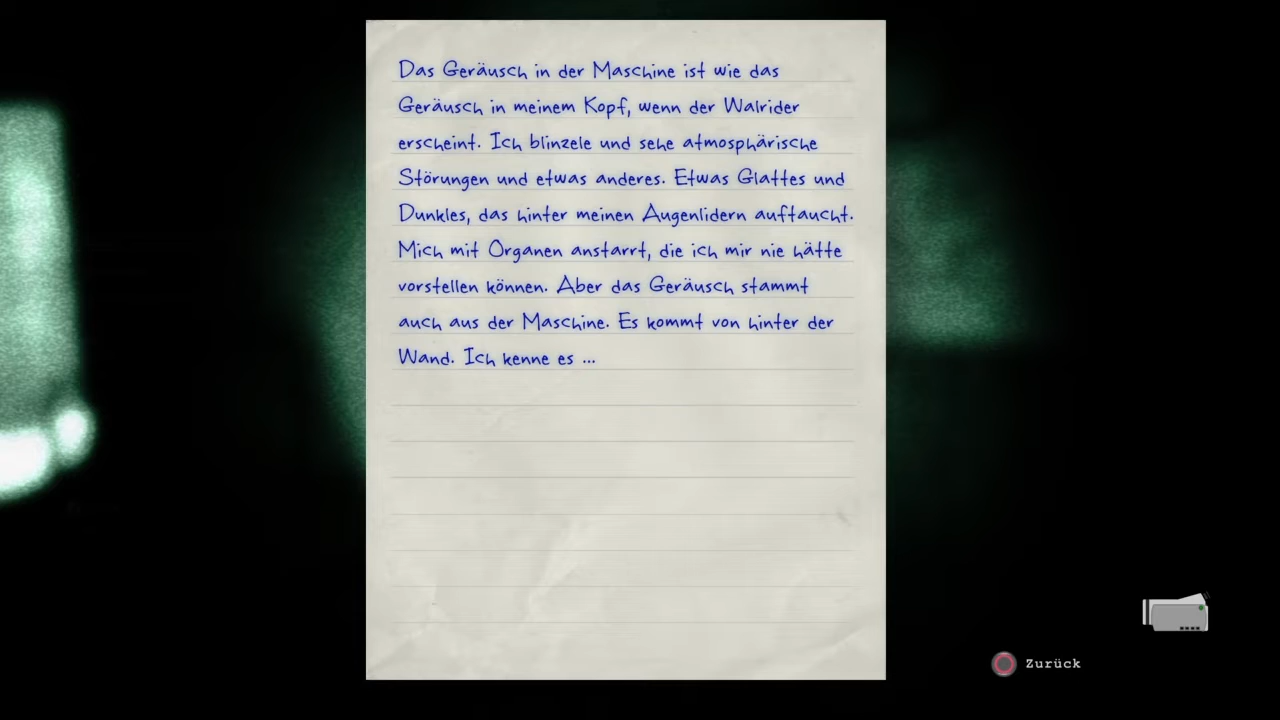 Das Geräusch in der Maschine ist wie das
Geräusch in meinem Kopf, wenn der Walrider
erscheint. Ich blinzele und sehe atmosphärische
Störungen und etwas anderes. Etwas Glattes und
Dunkles, das hinter meinen Augenlidern auftaucht.
Mich mit Organen anstarrt, die ich mir nie hätte
vorstellen können. Aber das Geräusch stammt
auch aus der Maschine. Es kommt von hinter der
Wand. Ich kenne es ...
Zurück